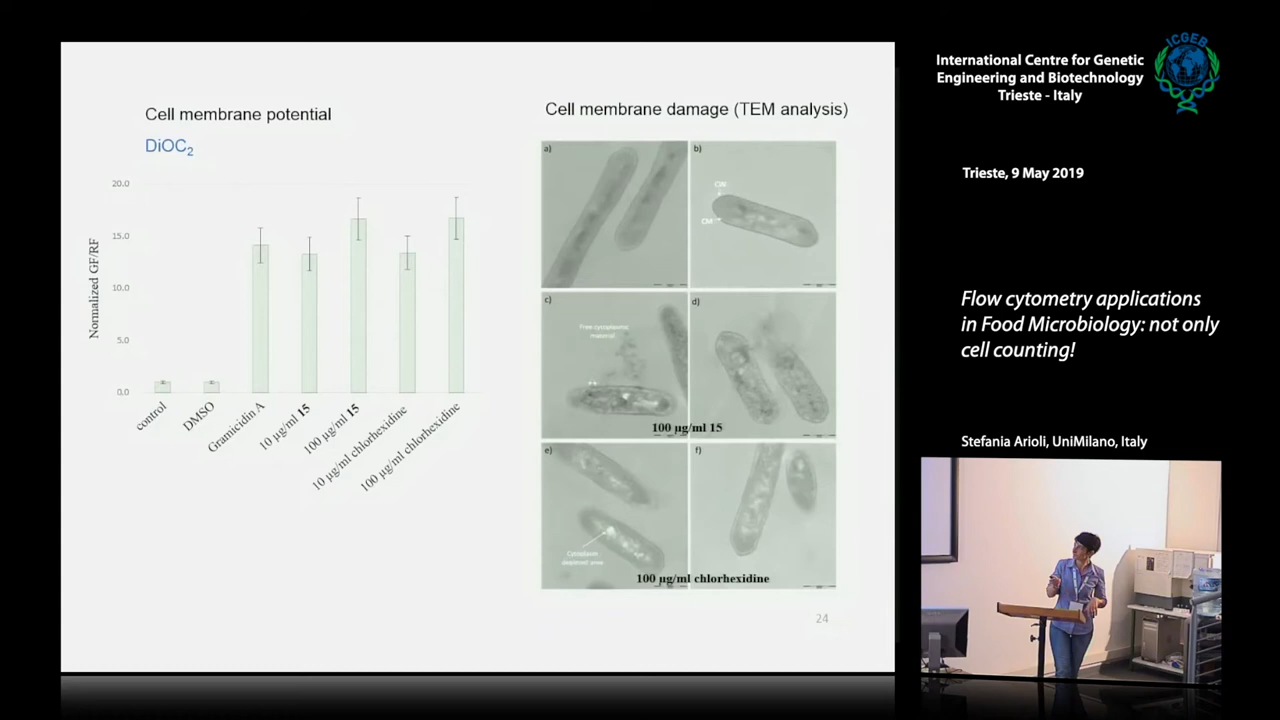 Cell membrane potential
DiOC2
20.0
15.0
10.0
5.0
0.0
Normalized GF/RF
control
DMSO
Gramicidin A
10 µg/ml 15
100 µg/ml 15
10 µg/ml chlorhexidine
100 µg/ml chlorhexidine
Cell membrane damage (TEM analysis)
a)
b)
CW
CM
c)
d)
Free cytoplasmic
material
100 µg/ml 15
e)
f)
Cytoplasm
depleted area
100 µg/ml chlorhexidine
24
International Centre for Genetic
Engineering and Biotechnology
Trieste - Italy
ICGEB
Trieste, 9 May 2019
Flow cytometry applications
in Food Microbiology: not only
cell counting!
Stefania Arioli, UniMilano, Italy